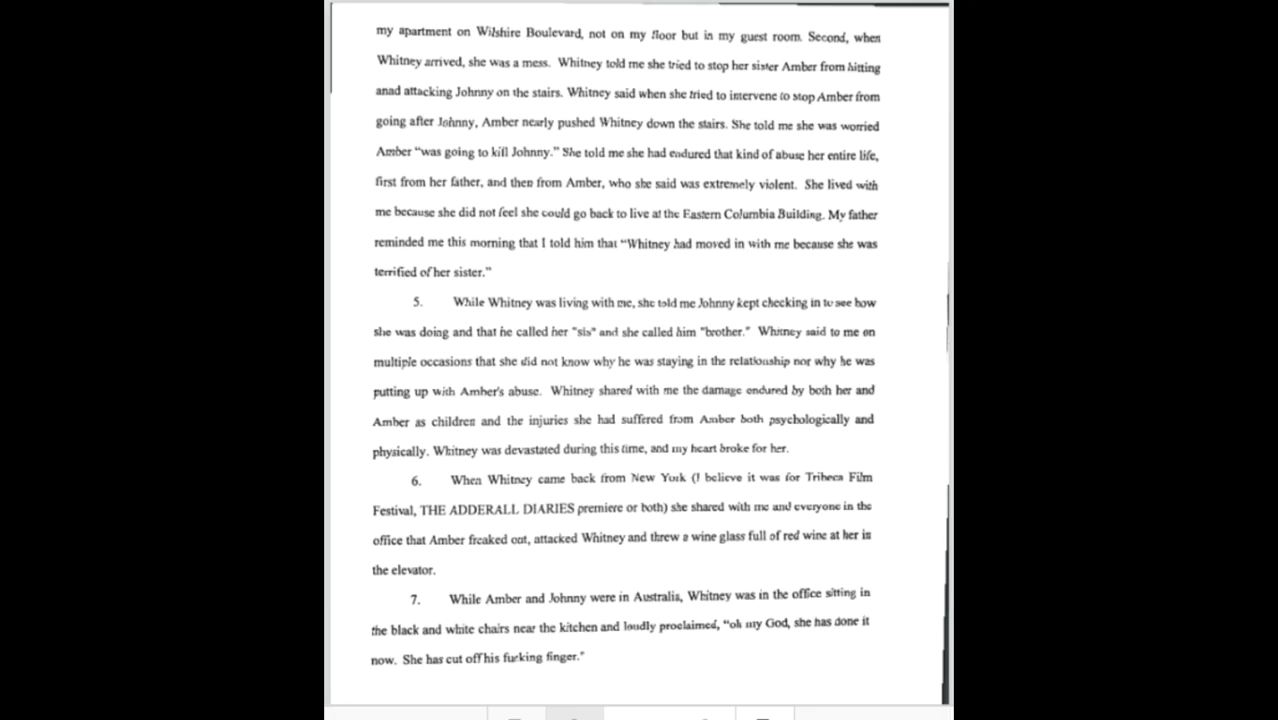 my apartment on Wilshire Boulevard, not on my floor but in my guest room. Second, when
Whitney arrived, she was a mess. Whitney told me she tried to stop her sister Amber from hitting
anad attacking Johnny on the stairs. Whitney said when she tried to intervene to stop Amber from
going after Johnny, Amber nearly pushed Whitney down the stairs. She told me she was worried
Amber “was going to kill Johnny.” She told me she had endured that kind of abuse her entire life,
first from her father, and then from Amber, who she said was extremely violent. She lived with
me because she did not feel she could go back to live at the Eastern Columbia Building. My father
reminded me this morning that I told him that “Whitney had moved in with me because she was
terrified of her sister.”
5. While Whitney was living with me, she told me Johnny kept checking in to see how
she was doing and that he called her "sis" and she called him "brother." Whitney said to me on
multiple occasions that she did not know why he was staying in the relationship nor why he was
putting up with Amber's abuse. Whitney shared with me the damage endured by both her and
Amber as children and the injuries she had suffered from Amber both psychologically and
physically. Whitney was devastated during this time, and my heart broke for her.
6. When Whitney came back from New York (I believe it was for Tribeca Film
Festival, THE ADDERALL DIARIES premiere or both) she shared with me and everyone in the
office that Amber freaked out, attacked Whitney and threw a wine glass full of red wine at her in
the elevator.
7. While Amber and Johnny were in Australia, Whitney was in the office sitting in
the black and white chairs near the kitchen and loudly proclaimed, “oh my God, she has done it
now. She has cut off his fucking finger.”